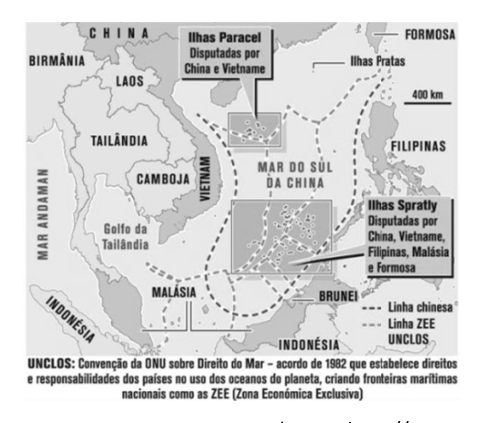 CHINA
FORMOSA
Ilhas Paracel
Disputadas por
China e Vietname
BIRMÂNIA
Ilhas Pratas
LAOS
400 km
TAILÂNDIA
FILIPINAS
MAR DO SUL
DA CHINA
CAMBOJA
VIETNAM
MAR ANDAMAN
Ilhas Spratly
Disputadas por
China, Vietname,
Filipinas, Malásia
e Formosa
Golfo da
Tailândia
MALÁSIA
BRUNEI
INDONÉSIA
Linha chinesa
Linha ZEE
UNCLOS
INDONÉSIA
UNCLOS: Convenção da ONU sobre Direito do Mar – acordo de 1982 que estabelece direitos
e responsabilidades dos países no uso dos oceanos do planeta, criando fronteiras marítimas
nacionais como as ZEE (Zona Económica Exclusiva)